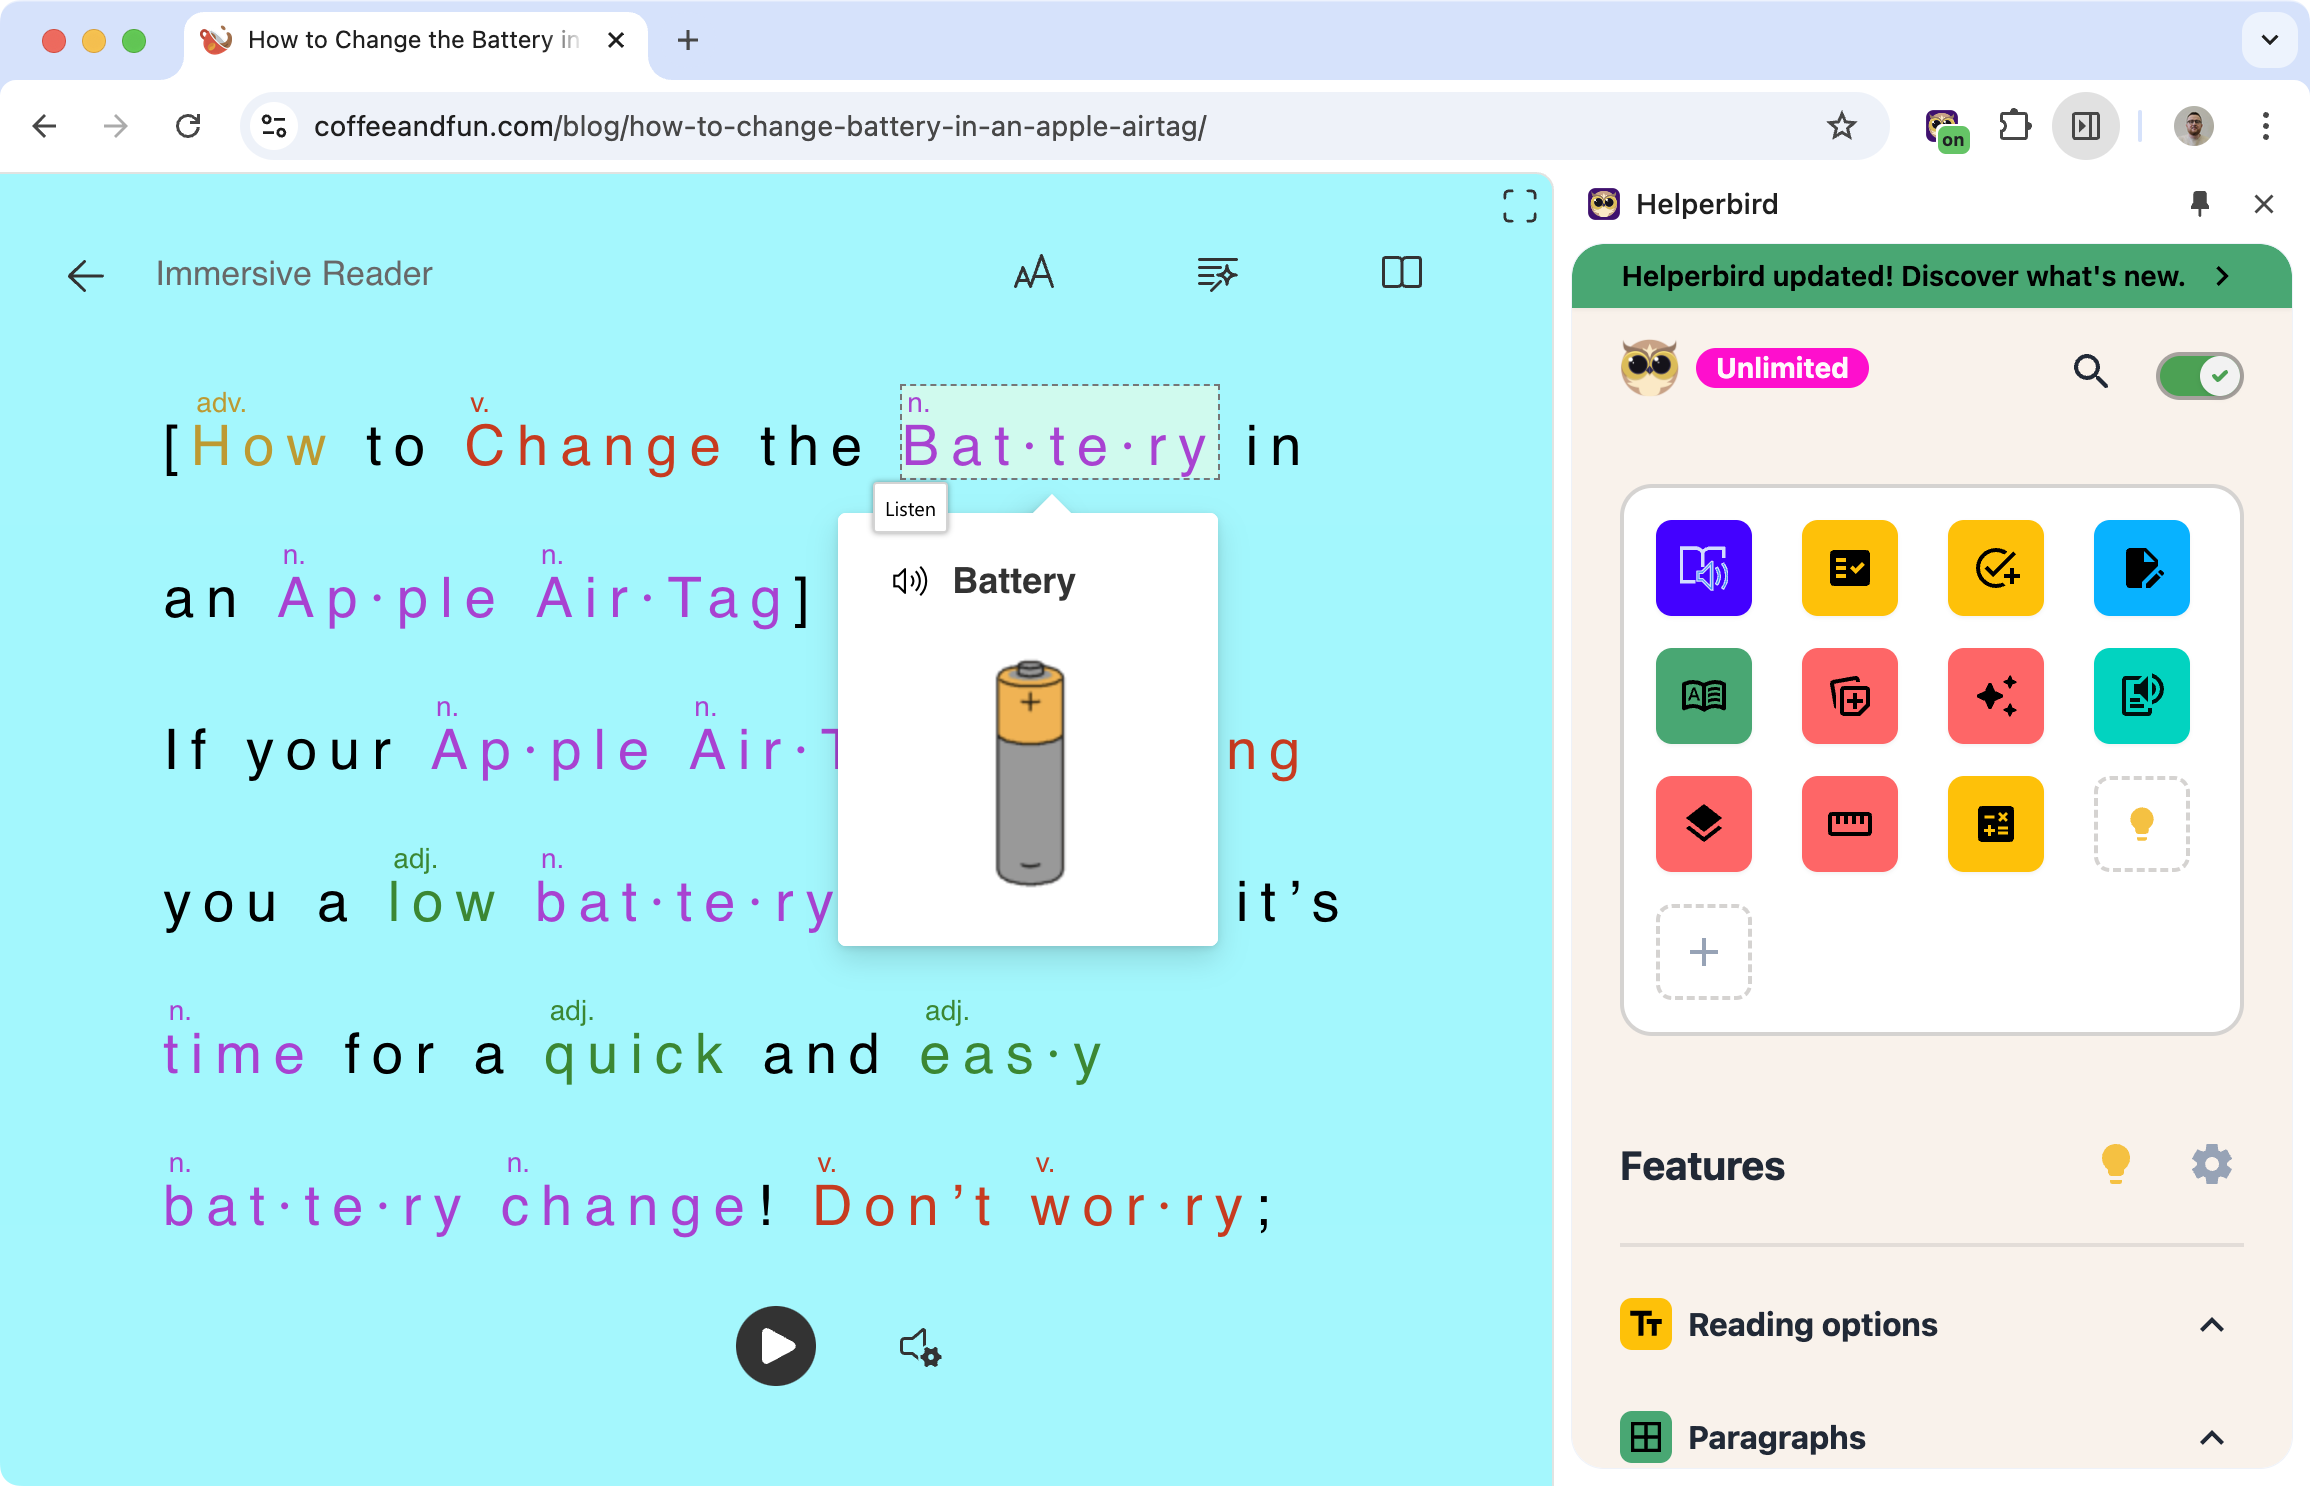 How to Change the Battery in
coffeeandfun.com/blog/how-to-change-battery-in-an-apple-airtag/
on
Immersive Reader
adv. v. n.
[How to Change the Bat·te·ry in
n. n.
an Ap·ple Air·Tag]
n. n.
If your Ap·ple Air·T ng
adj. n.
you a low bat·te·ry it’s
n. adj. adj.
time for a quick and eas·y
n. n. v. v.
bat·te·ry change! Don’t wor·ry;
Listen
Battery
+
Helperbird
Helperbird updated! Discover what's new.
Unlimited
A
Features
TT Reading options
Paragraphs